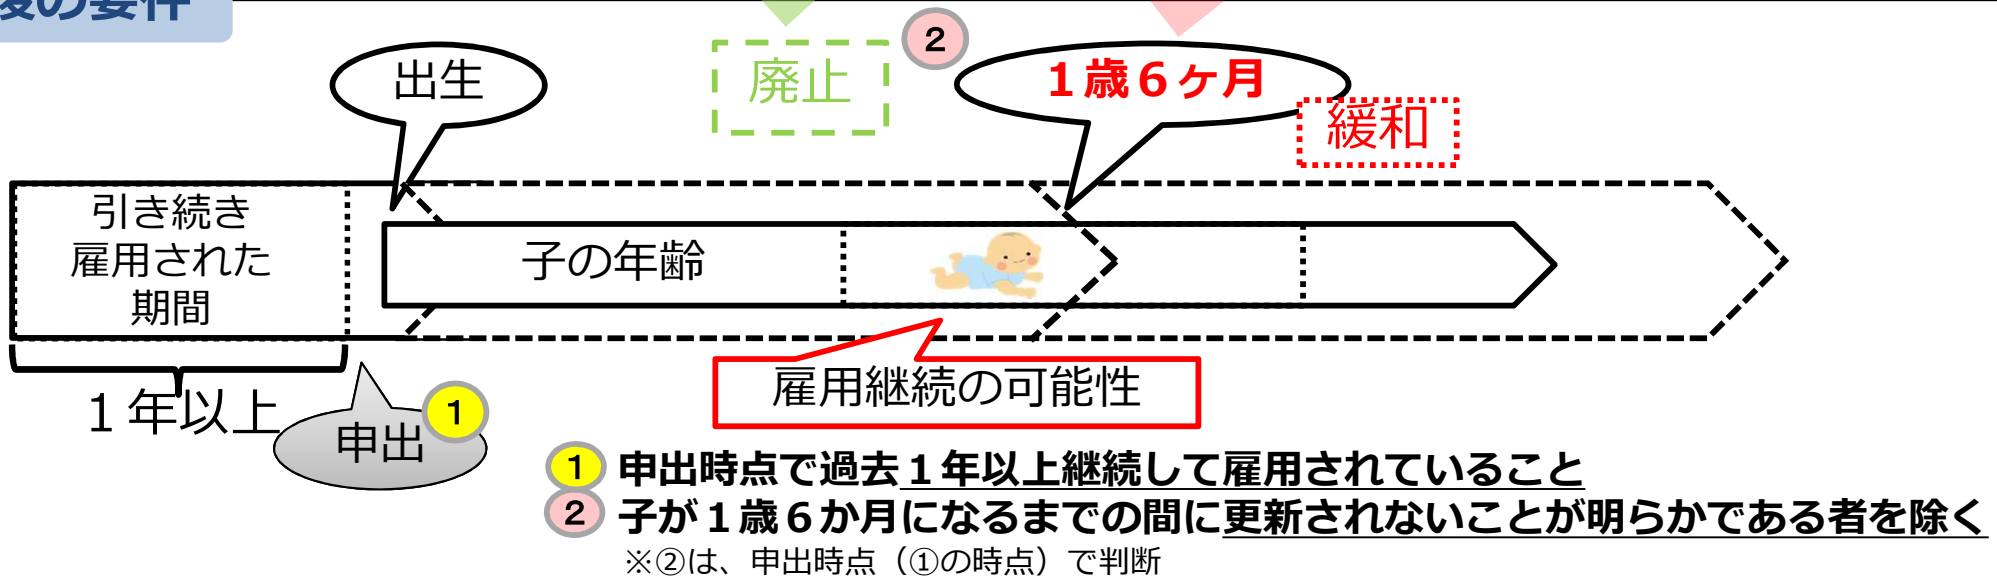 後の要件
出生
廃止
2
1歳6ヶ月
緩和
引き続き
雇用された
期間
子の年齢
1年以上
申出
1
雇用継続の可能性
1 申出時点で過去1年以上継続して雇用されていること
2 子が1歳6か月になるまでの間に更新されないことが明らかである者を除く
※②は、申出時点（①の時点）で判断